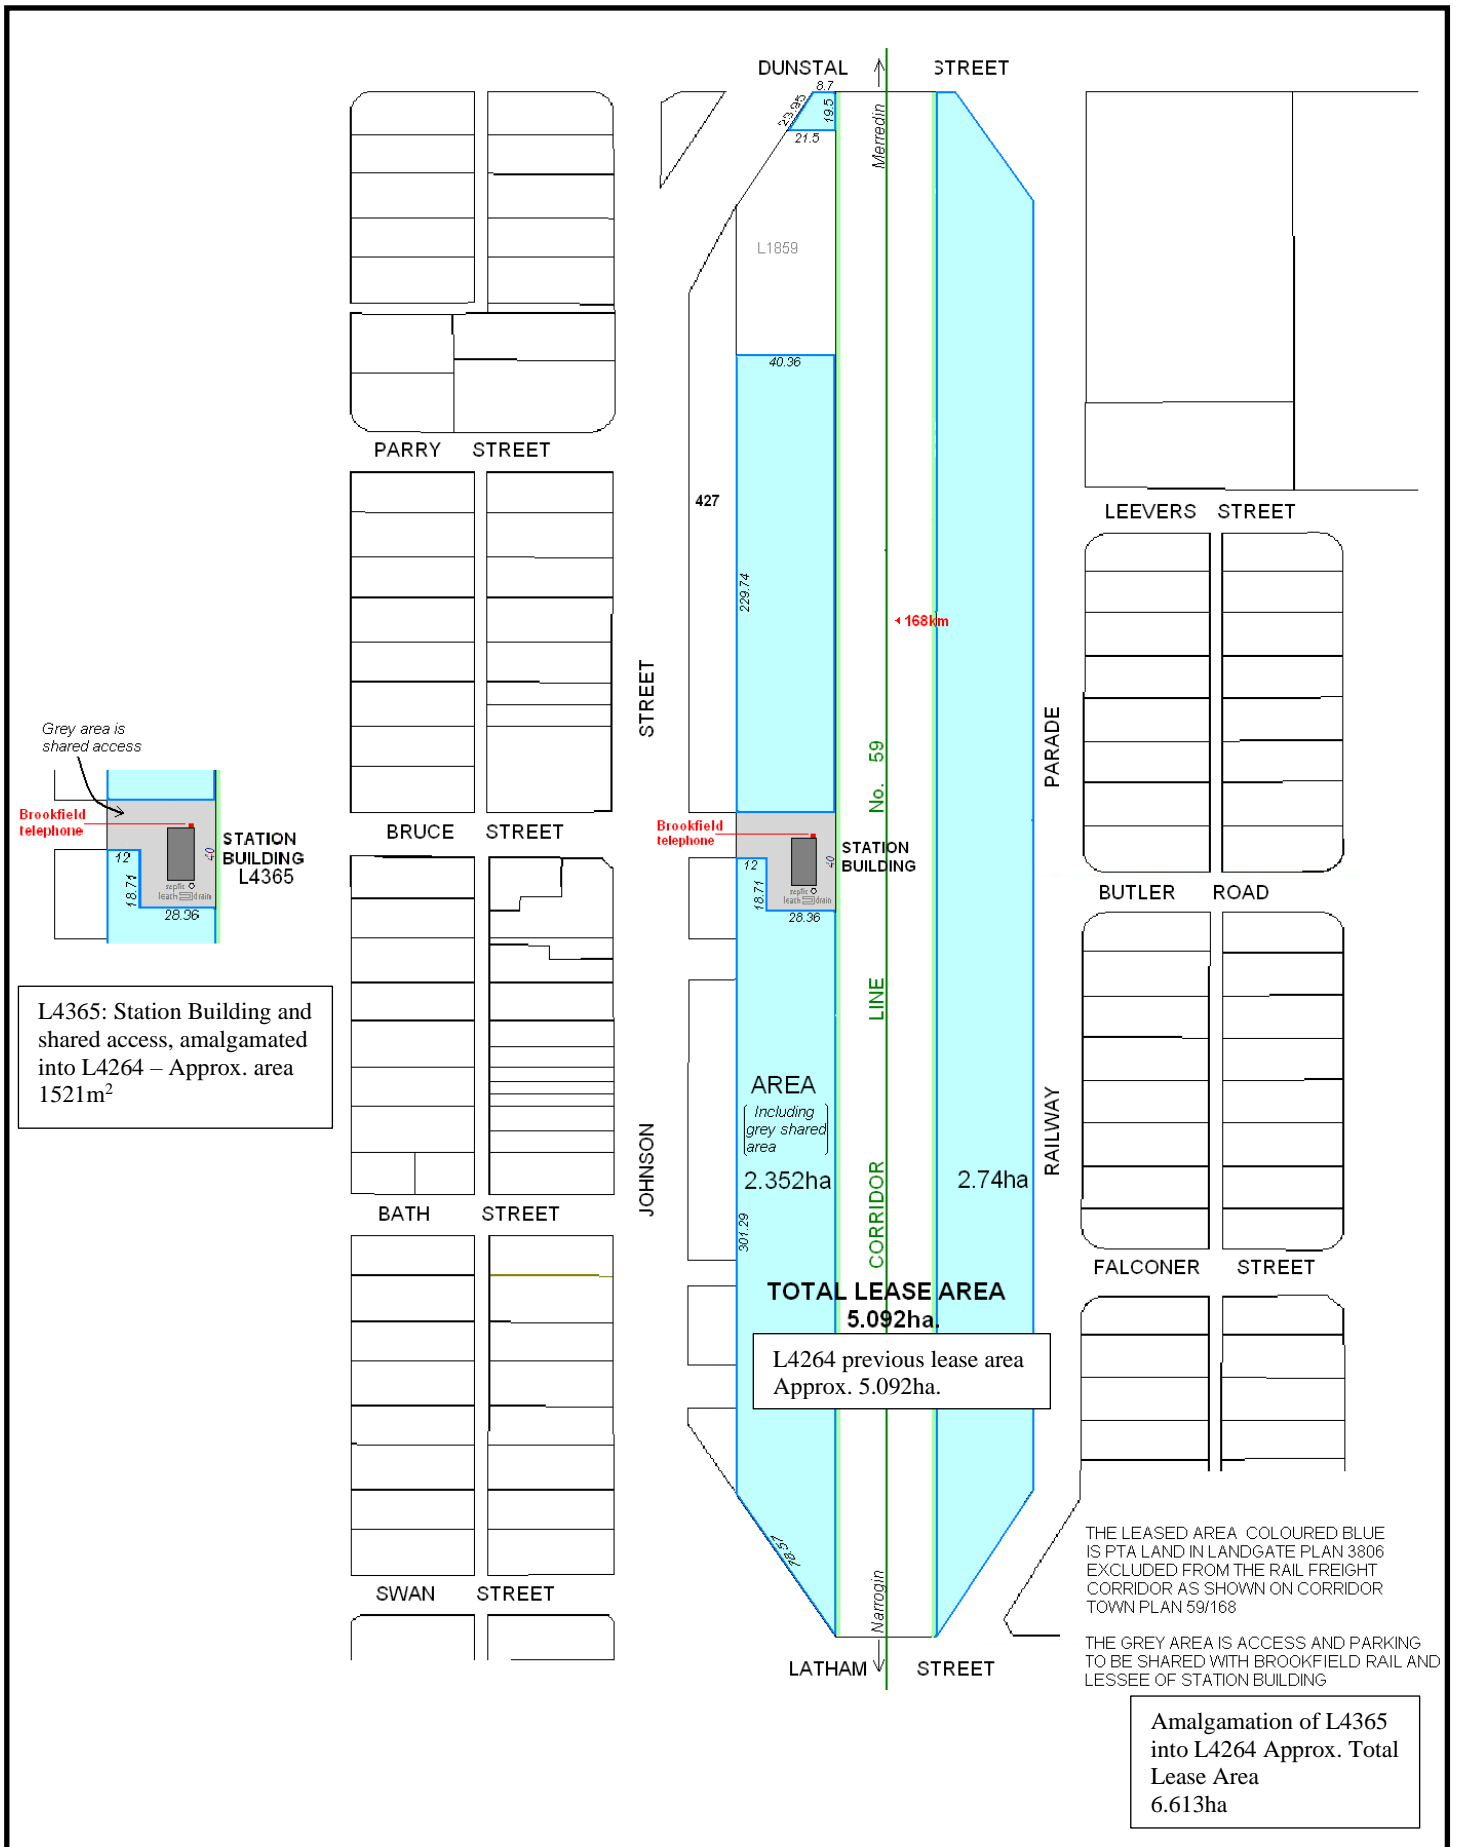 DUNSTAL STREET
8.7
23.95
19.5
21.5
Merredin
L1859
40.36
PARRY STREET
427
LEEVERS STREET
229.74
168km
STREET
PARADE
No. 59
Grey area is
shared access
Brookfield
telephone
STATION
BUILDING
L4365
40
12
18.71
septic
leach drain
28.36
BRUCE STREET
Brookfield
telephone
STATION
BUILDING
40
12
18.71
septic
leach drain
28.36
BUTLER ROAD
LINE
L4365: Station Building and
shared access, amalgamated
into L4264 – Approx. area
1521m²
AREA
Including
grey shared
area
2.352ha
2.74ha
JOHNSON
RAILWAY
CORRIDOR
301.29
BATH STREET
FALCONER STREET
TOTAL LEASE AREA
5.092ha.
L4264 previous lease area
Approx. 5.092ha.
78.57
Narrogin
SWAN STREET
LATHAM STREET
THE LEASED AREA COLOURED BLUE
IS PTA LAND IN LANDGATE PLAN 3806
EXCLUDED FROM THE RAIL FREIGHT
CORRIDOR AS SHOWN ON CORRIDOR
TOWN PLAN 59/168
THE GREY AREA IS ACCESS AND PARKING
TO BE SHARED WITH BROOKFIELD RAIL AND
LESSEE OF STATION BUILDING
Amalgamation of L4365
into L4264 Approx. Total
Lease Area
6.613ha